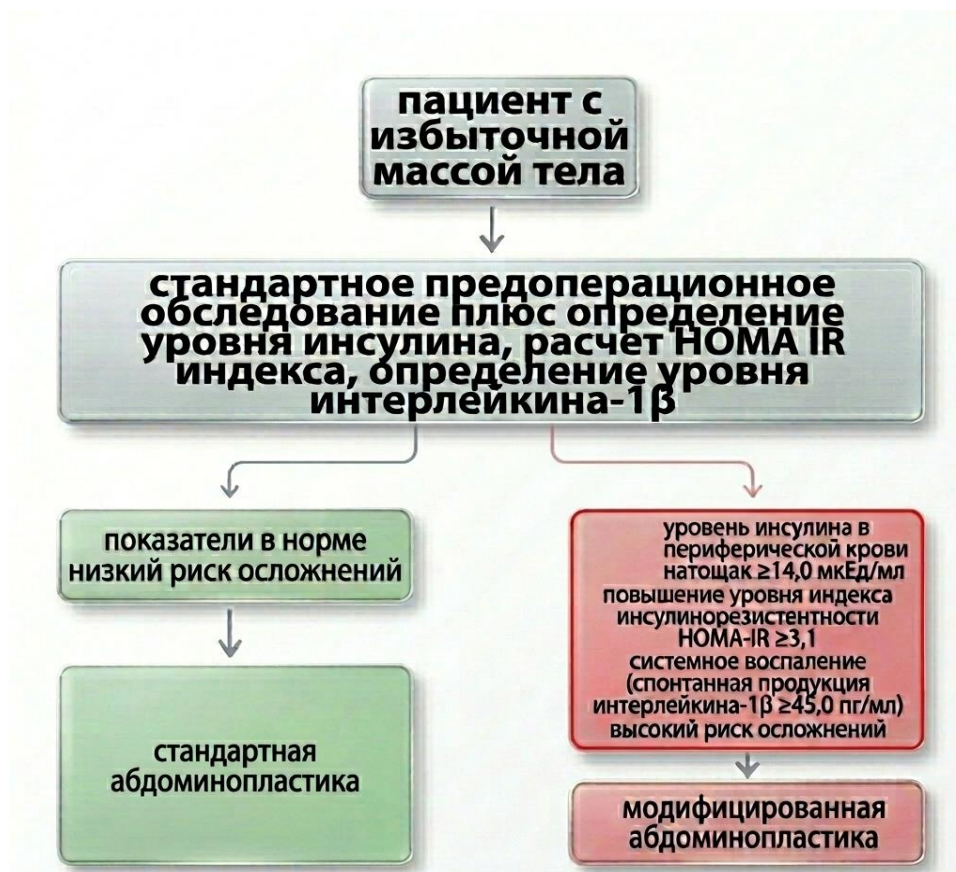 пациент с
избыточной
массой тела
стандартное предоперационное
обследование плюс определение
уровня инсулина, расчет HOMA IR
индекса, определение уровня
интерлейкина-1β
показатели в норме
низкий риск осложнений
стандартная
абдоминопластика
уровень инсулина в
периферической крови
натощак ≥14,0 мкЕд/мл
повышение уровня индекса
инсулинорезистентности
HOMA-IR ≥3,1
системное воспаление
(спонтанная продукция
интерлейкина-1β ≥45,0 пг/мл)
высокий риск осложнений
модифицированная
абдоминопластика